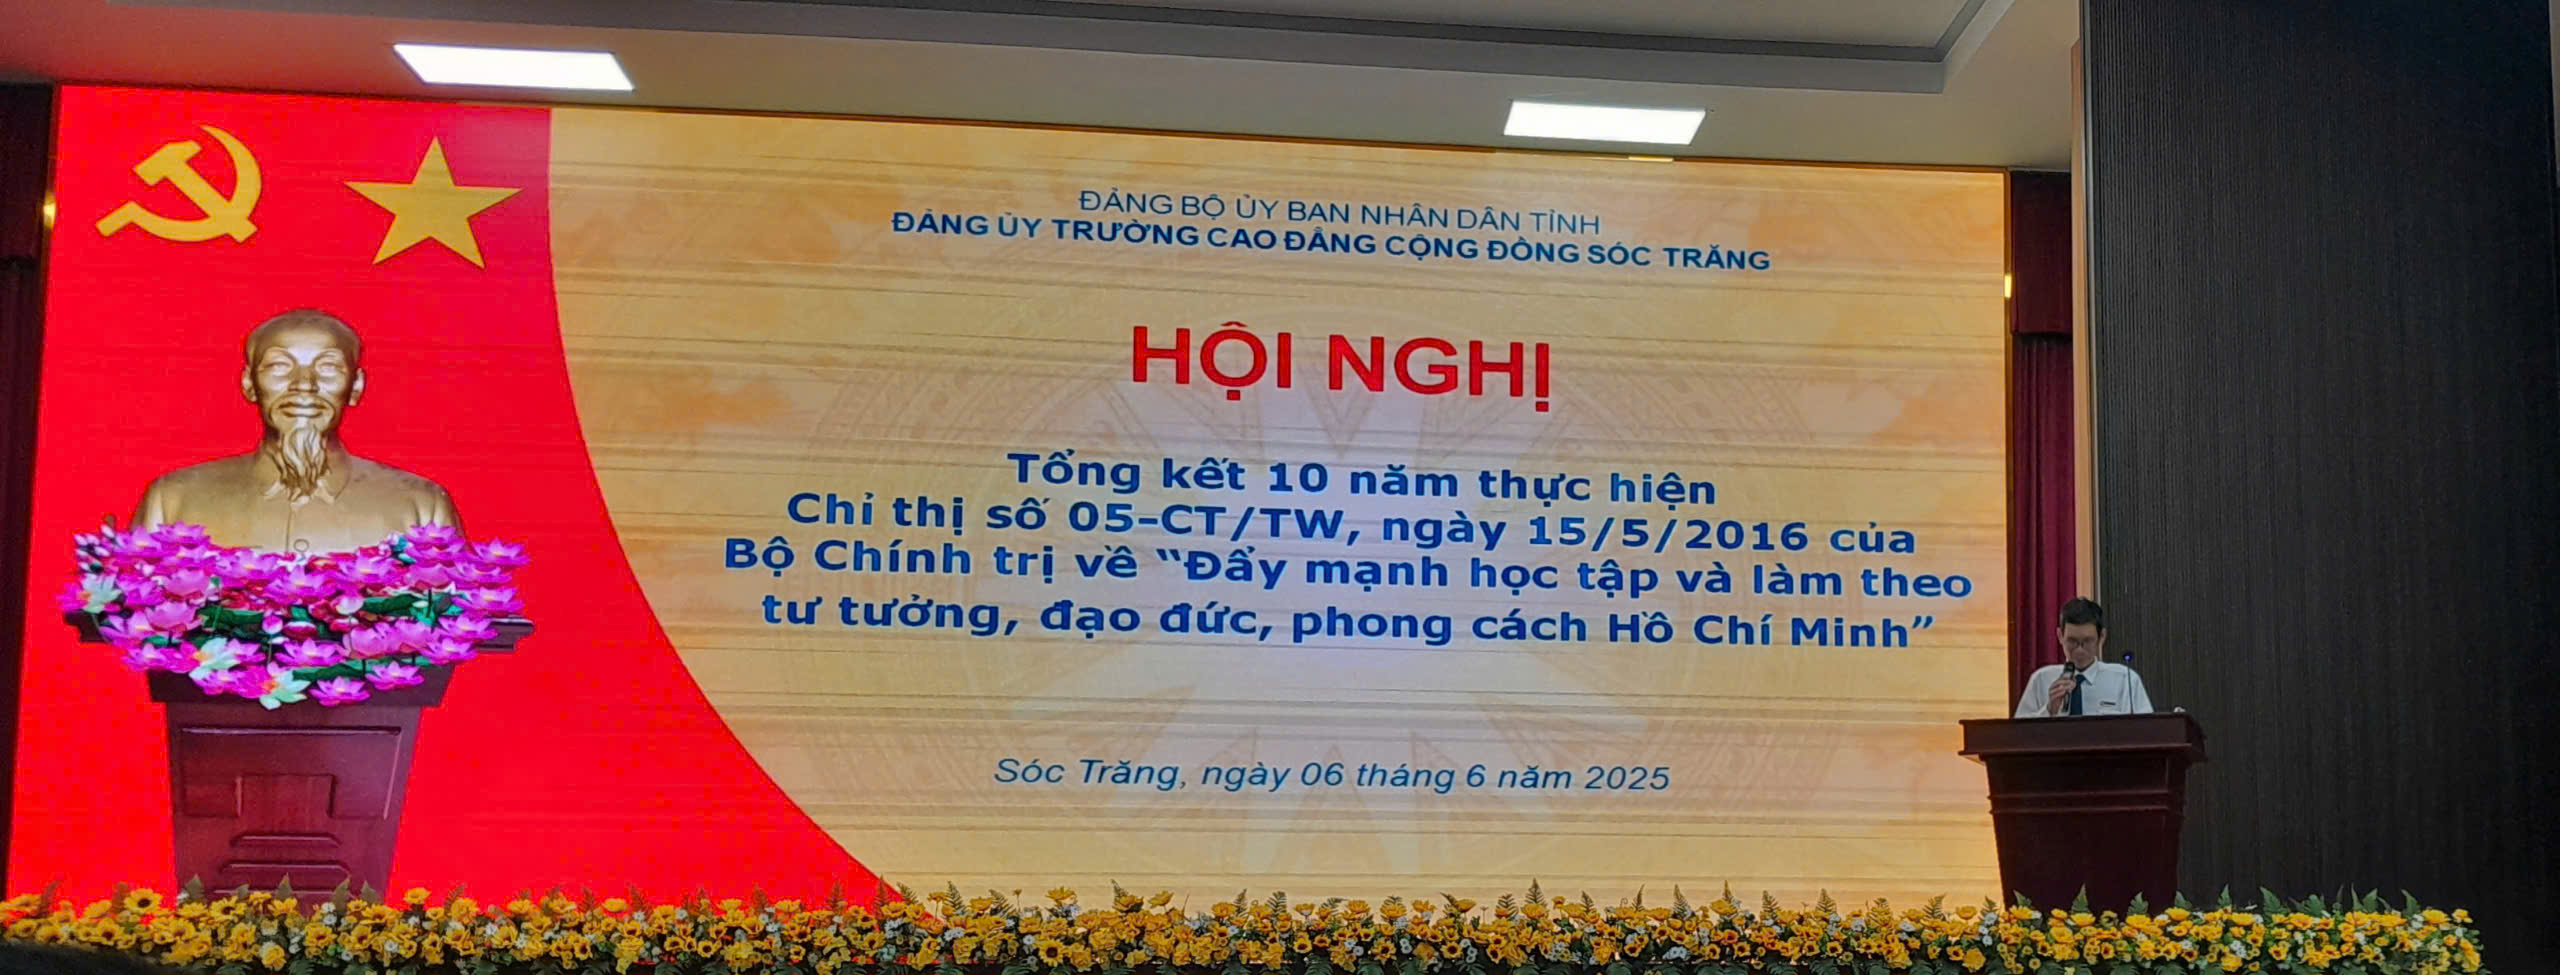 ĐẢNG BỘ ỦY BAN NHÂN DÂN TỈNH
ĐẢNG ỦY TRƯỜNG CAO ĐẲNG CỘNG ĐỒNG SÓC TRĂNG
HỘI NGHỊ
Tổng kết 10 năm thực hiện
Chỉ thị số 05-CT/TW, ngày 15/5/2016 của
Bộ Chính trị về “Đẩy mạnh học tập và làm theo
tư tưởng, đạo đức, phong cách Hồ Chí Minh”
Sóc Trăng, ngày 06 tháng 6 năm 2025